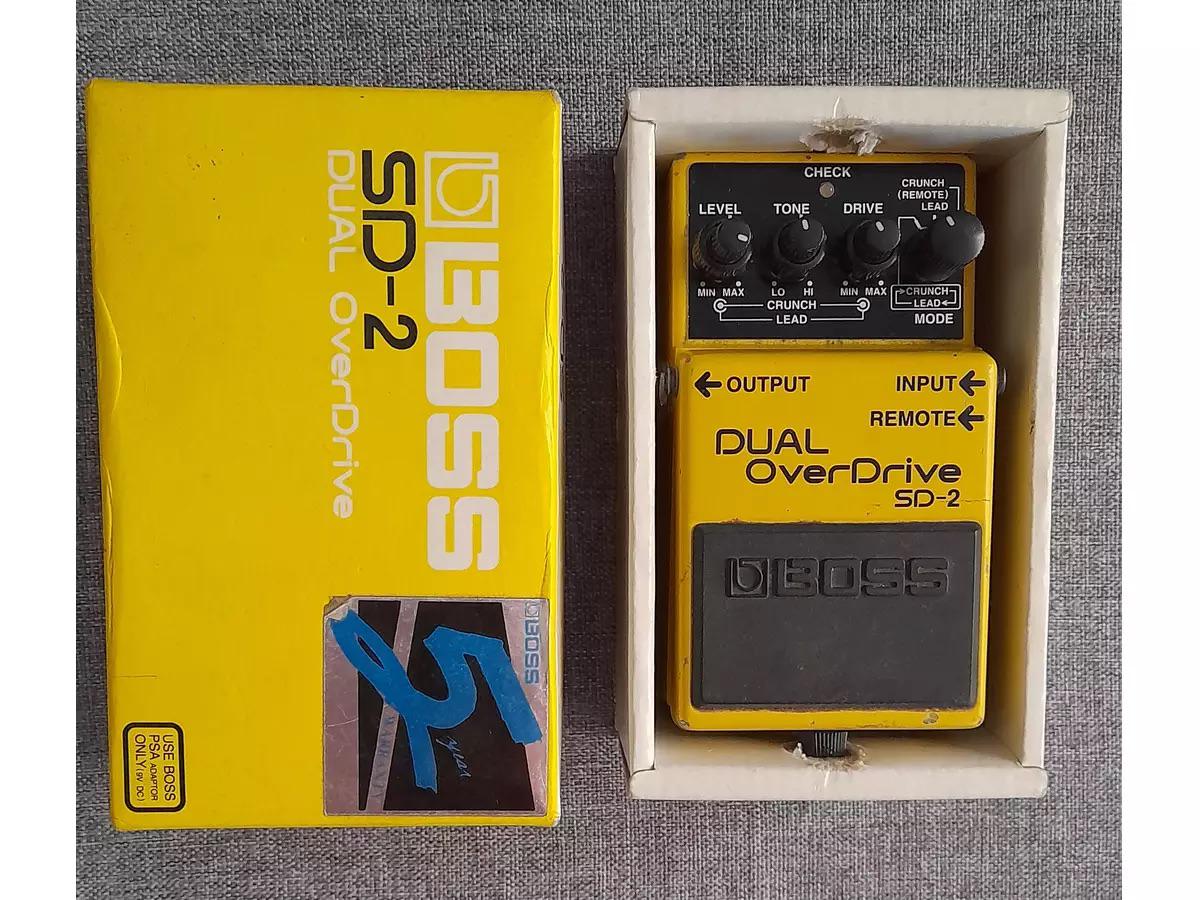 BOSS
SD-2
DUAL OverDrive
BOSS
5
year
WARRANTY
USE BOSS
PSA ADAPTOR
ONLY (9V DC)
CHECK
LEVEL
TONE
DRIVE
CRUNCH
(REMOTE)
LEAD
MIN MAX
LO HI
MIN MAX
CRUNCH
LEAD
CRUNCH
LEAD
MODE
OUTPUT
INPUT
REMOTE
DUAL
OverDrive
SD-2
BOSS